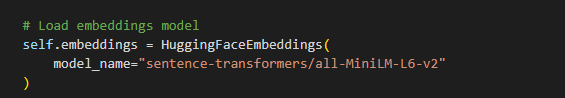 # Load embeddings model
self.embeddings = HuggingFaceEmbeddings(
    model_name="sentence-transformers/all-MiniLM-L6-v2"
)